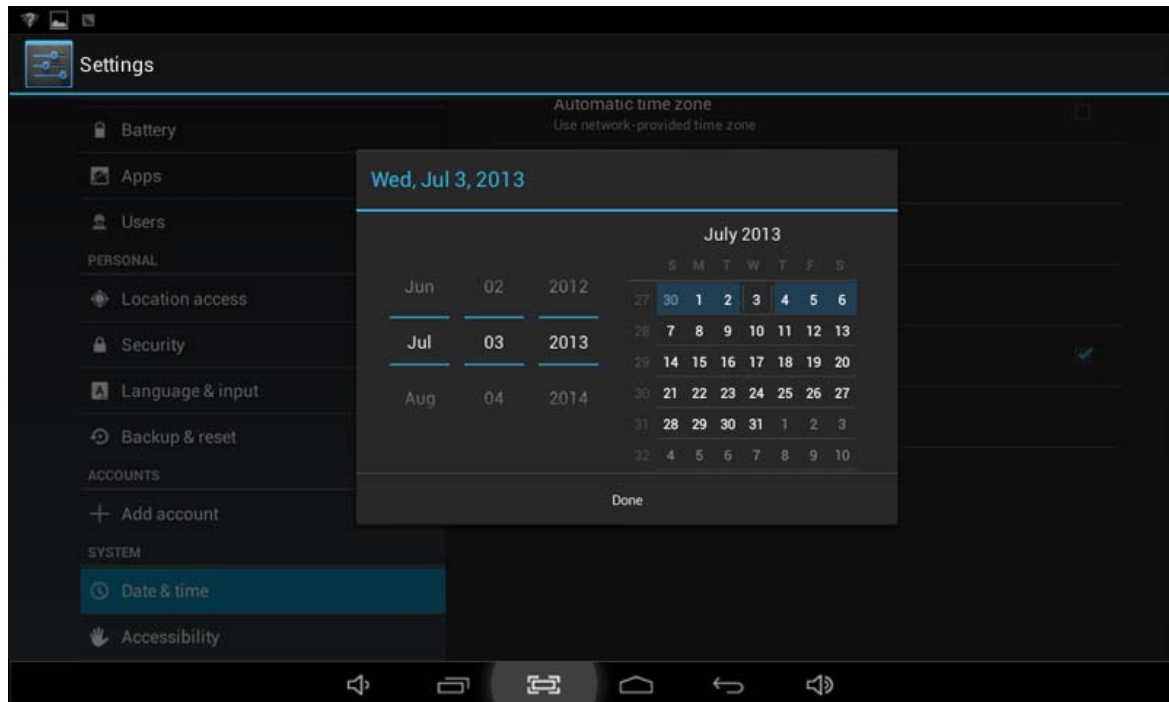 Settings
Automatic time zone
Use network-provided time zone
Battery
Apps
Users
PERSONAL
Location access
Security
Language & input
Backup & reset
ACCOUNTS
Add account
SYSTEM
Date & time
Accessibility
Wed, Jul 3, 2013
Jun 02 2012
Jul 03 2013
Aug 04 2014
July 2013
S M T W T F S
27 30 1 2 3 4 5 6
28 7 8 9 10 11 12 13
29 14 15 16 17 18 19 20
30 21 22 23 24 25 26 27
31 28 29 30 31 1 2 3
32 4 5 6 7 8 9 10
Done